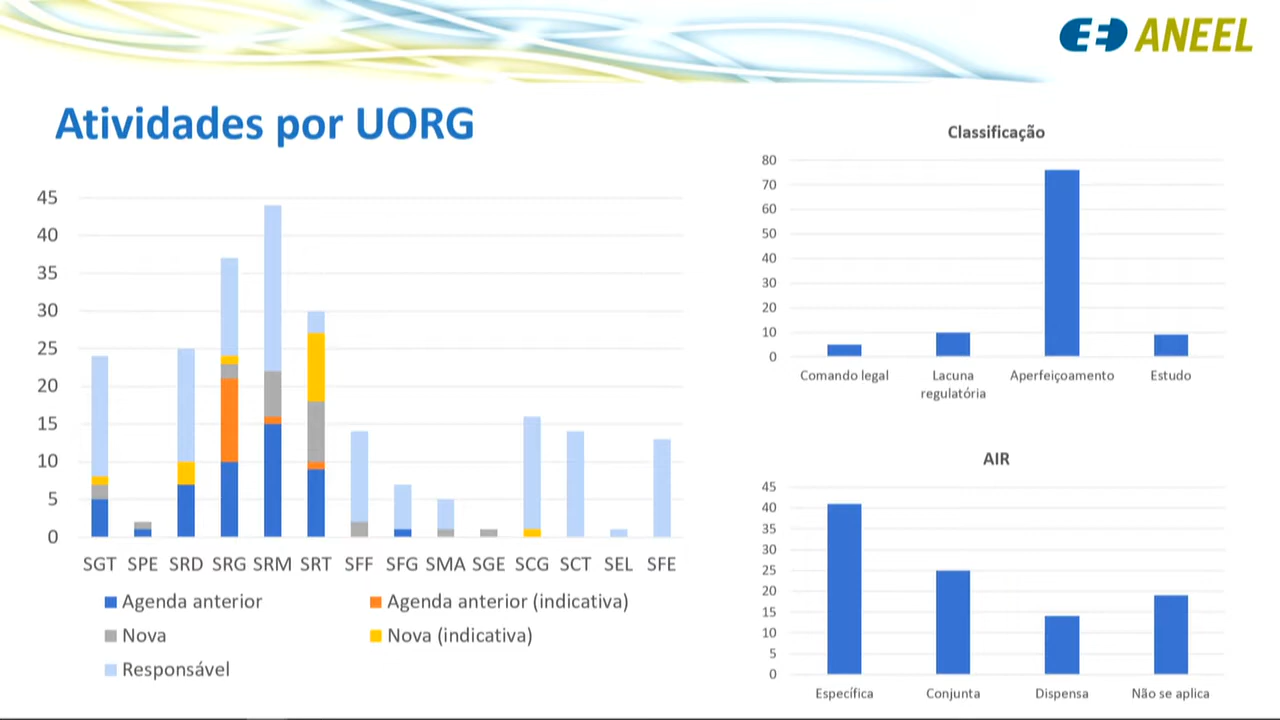 ANEEL
Atividades por UORG
45
40
35
30
25
20
15
10
5
0
SGT SPE SRD SRG SRM SRT SFF SFG SMA SGE SCG SCT SEL SFE
Agenda anterior Agenda anterior (indicativa)
Nova Nova (indicativa)
Responsável
Classificação
80
70
60
50
40
30
20
10
0
Comando legal Lacuna Aperfeiçoamento Estudo
regulatória
AIR
45
40
35
30
25
20
15
10
5
0
Específica Conjunta Dispensa Não se aplica